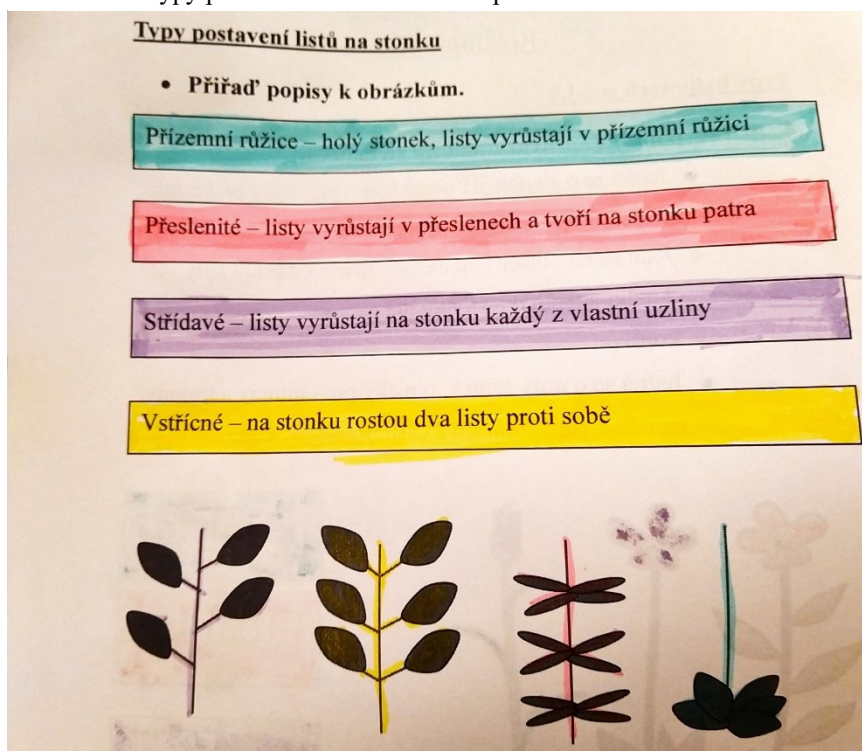 Typy postavení listů na stonku
• Přiřaď popisy k obrázkům.
Přízemní růžice – holý stonek, listy vyrůstají v přízemní růžici
Přeslenité – listy vyrůstají v přeslenech a tvoří na stonku patra
Střídavé – listy vyrůstají na stonku každý z vlastní uzliny
Vstřícné – na stonku rostou dva listy proti sobě